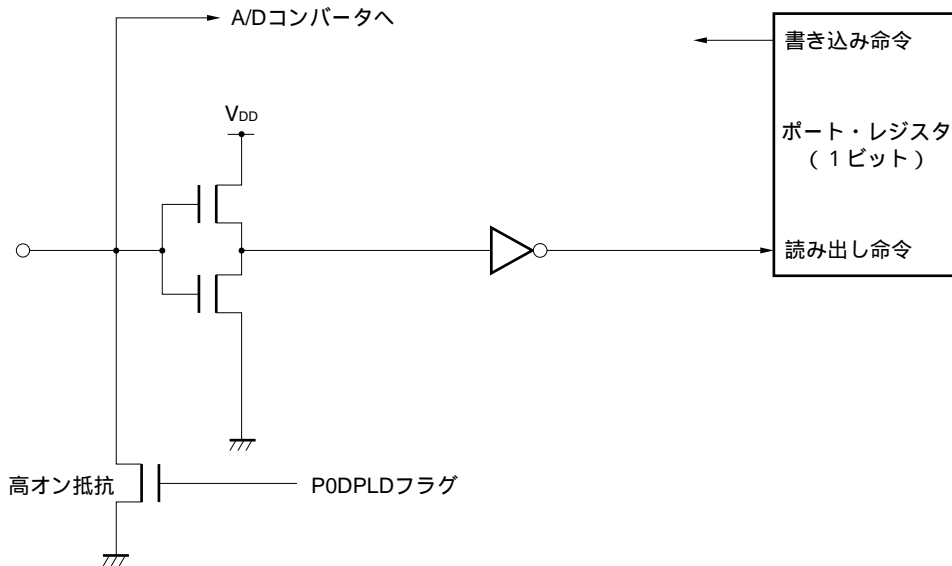 A/Dコンバータへ
書き込み命令
VDD
ポート・レジスタ
（１ビット）
読み出し命令
高オン抵抗
P0DPLDフラグ